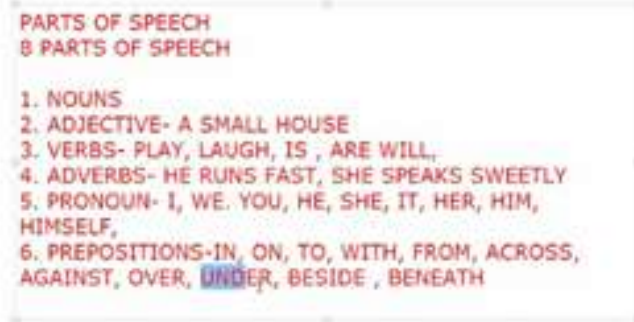 PARTS OF SPEECH
8 PARTS OF SPEECH
1. NOUNS
2. ADJECTIVE- A SMALL HOUSE
3. VERBS- PLAY, LAUGH, IS , ARE WILL,
4. ADVERBS- HE RUNS FAST, SHE SPEAKS SWEETLY
5. PRONOUN- I, WE. YOU, HE, SHE, IT, HER, HIM,
HIMSELF,
6. PREPOSITIONS-IN, ON, TO, WITH, FROM, ACROSS,
AGAINST, OVER, UNDER, BESIDE , BENEATH